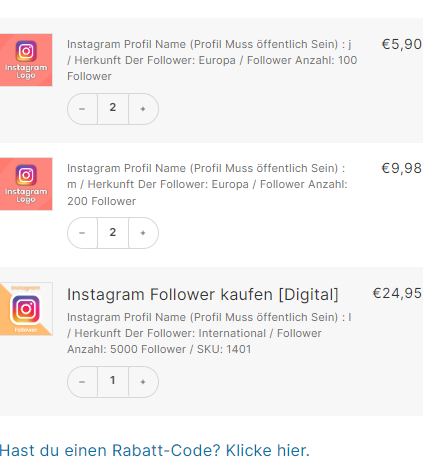 Instagram Profil Name (Profil Muss öffentlich Sein) : j
€5,90
/ Herkunft Der Follower: Europa / Follower Anzahl: 100
Follower
Instagram
Logo
− 2 +
Instagram Profil Name (Profil Muss öffentlich Sein) :
€9,98
m / Herkunft Der Follower: Europa / Follower Anzahl:
200 Follower
Instagram
Logo
− 2 +
Instagram Follower kaufen [Digital]
€24,95
Instagram Profil Name (Profil Muss öffentlich Sein) : l
/ Herkunft Der Follower: International / Follower
Anzahl: 5000 Follower / SKU: 1401
Instagram
Follower
− 1 +
Hast du einen Rabatt-Code? Klicke hier.